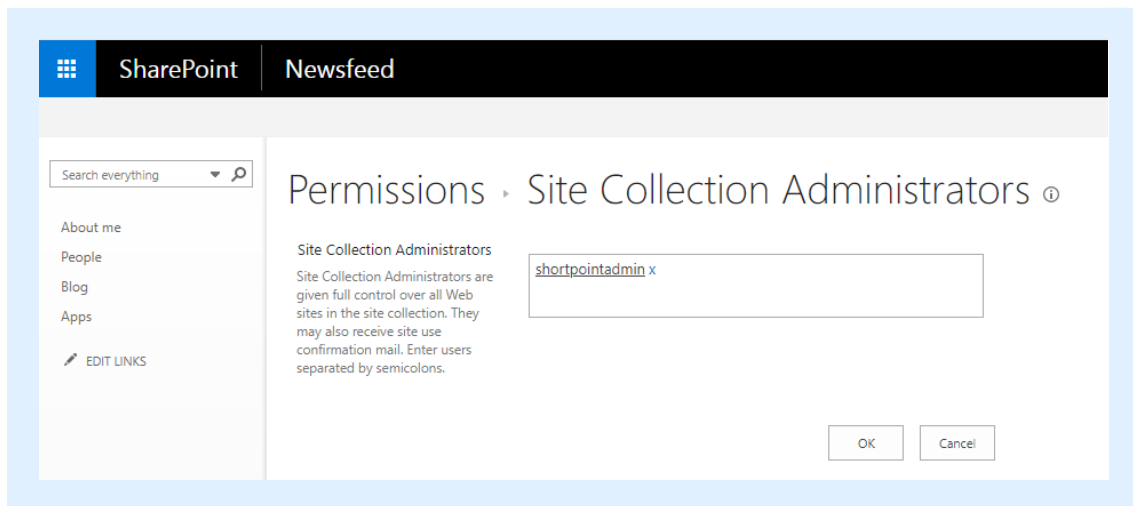 SharePoint Newsfeed
Search everything
About me
People
Blog
Apps
EDIT LINKS
Permissions Site Collection Administrators
Site Collection Administrators
Site Collection Administrators are
given full control over all Web
sites in the site collection. They
may also receive site use
confirmation mail. Enter users
separated by semicolons.
shortpointadmin x
OK Cancel